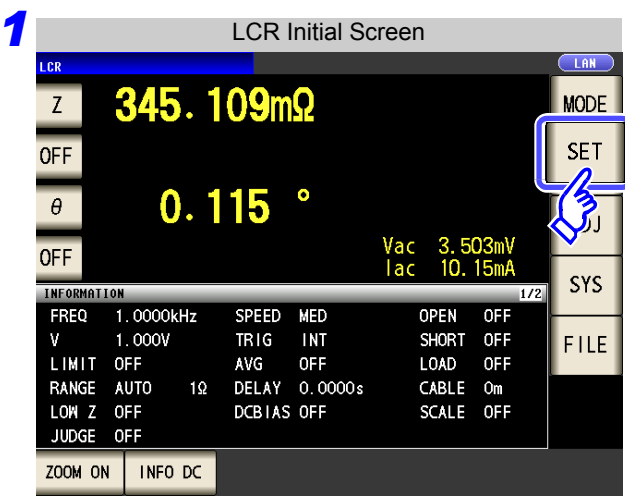 1
LCR Initial Screen
LCR
LAN
Z 345.109mΩ
MODE
OFF
SET
θ 0.115 °
OFF
Vac 3.503mV
Iac 10.15mA
SYS
INFORMATION 1/2
FREQ 1.0000kHz SPEED MED OPEN OFF
V 1.000V TRIG INT SHORT OFF
FILE
LIMIT OFF AVG OFF LOAD OFF
RANGE AUTO 1Ω DELAY 0.0000s CABLE 0m
LOW Z OFF DCBIAS OFF SCALE OFF
JUDGE OFF
ZOOM ON INFO DC